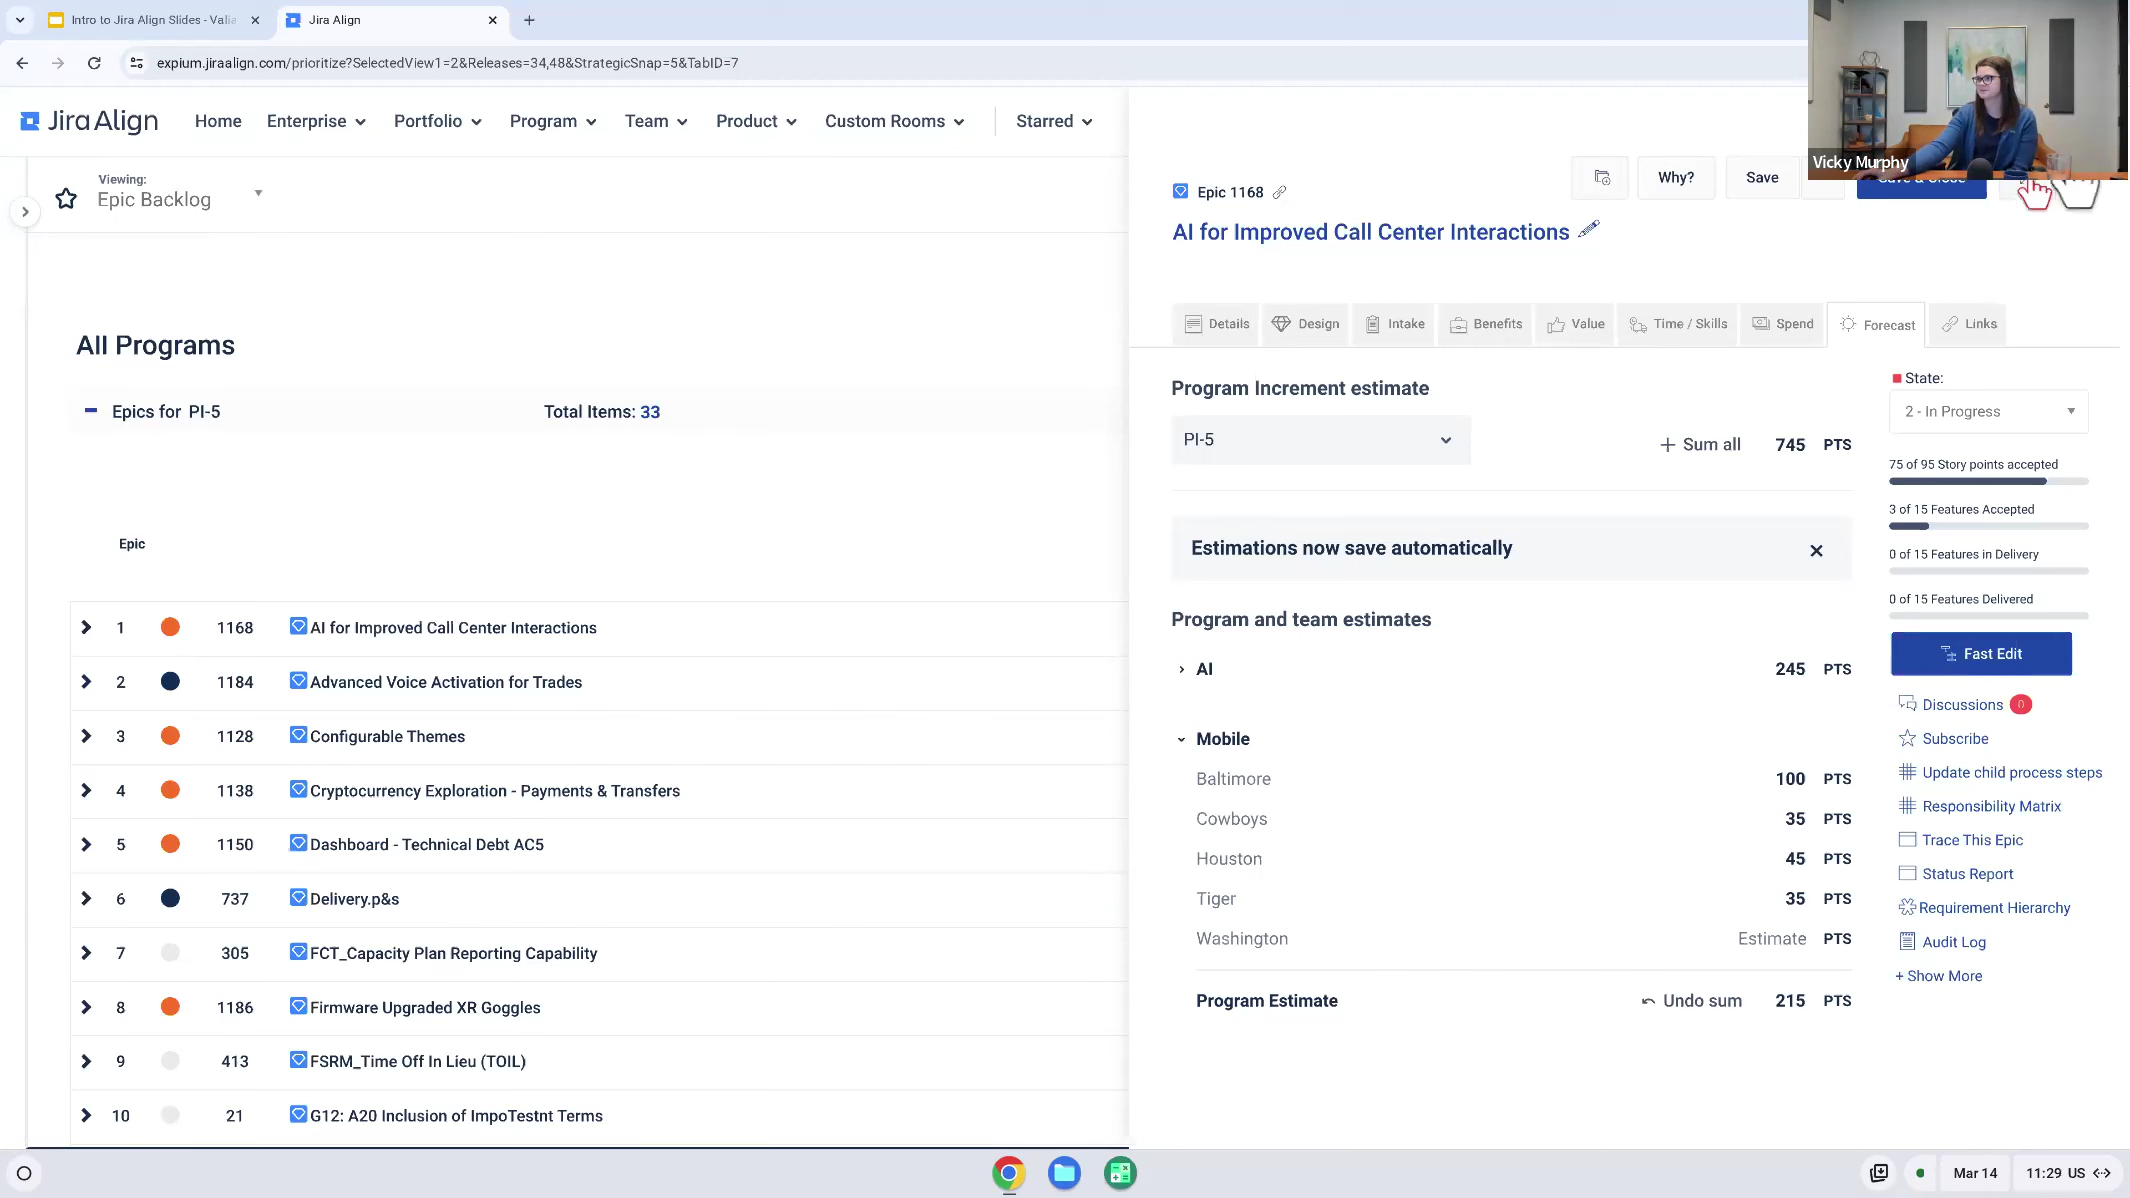 Intro to Jira Align Slides - Valia
Jira Align
expium.jiraalign.com/prioritize?SelectedView1=2&Releases=34,48&StrategicSnap=5&TabID=7
Jira Align
Home
Enterprise
Portfolio
Program
Team
Product
Custom Rooms
Starred
Vicky Murphy
Viewing:
Epic Backlog
Epic 1168
Why?
Save
Save & Close
AI for Improved Call Center Interactions
All Programs
Epics for PI-5
Total Items: 33
Epic
1 1168 AI for Improved Call Center Interactions
2 1184 Advanced Voice Activation for Trades
3 1128 Configurable Themes
4 1138 Cryptocurrency Exploration - Payments & Transfers
5 1150 Dashboard - Technical Debt AC5
6 737 Delivery.p&s
7 305 FCT_Capacity Plan Reporting Capability
8 1186 Firmware Upgraded XR Goggles
9 413 FSRM_Time Off In Lieu (TOIL)
10 21 G12: A20 Inclusion of ImpoTestnt Terms
Details
Design
Intake
Benefits
Value
Time / Skills
Spend
Forecast
Links
Program Increment estimate
PI-5
+ Sum all 745 PTS
Estimations now save automatically
Program and team estimates
AI 245 PTS
Mobile
Baltimore 100 PTS
Cowboys 35 PTS
Houston 45 PTS
Tiger 35 PTS
Washington Estimate PTS
Program Estimate Undo sum 215 PTS
State:
2 - In Progress
75 of 95 Story points accepted
3 of 15 Features Accepted
0 of 15 Features in Delivery
0 of 15 Features Delivered
Fast Edit
Discussions 0
Subscribe
Update child process steps
Responsibility Matrix
Trace This Epic
Status Report
Requirement Hierarchy
Audit Log
+ Show More
Mar 14
11:29 US